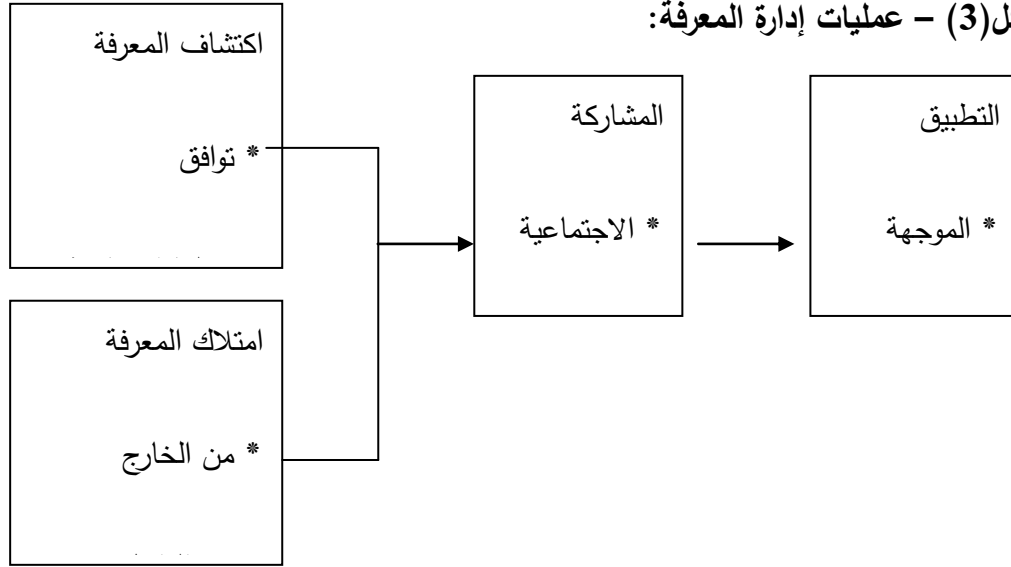 ل(3) – عمليات إدارة المعرفة:
اكتشاف المعرفة
* توافق
امتلاك المعرفة
* من الخارج
المشاركة
* الاجتماعية
التطبيق
* الموجهة